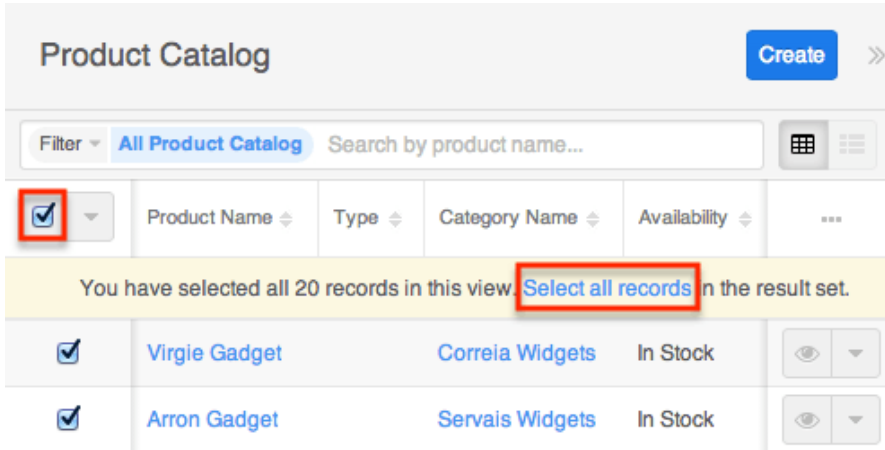 Product Catalog Create
Filter All Product Catalog Search by product name...
Product Name Type Category Name Availability
You have selected all 20 records in this view. Select all records in the result set.
Virgie Gadget Correia Widgets In Stock
Arron Gadget Servais Widgets In Stock